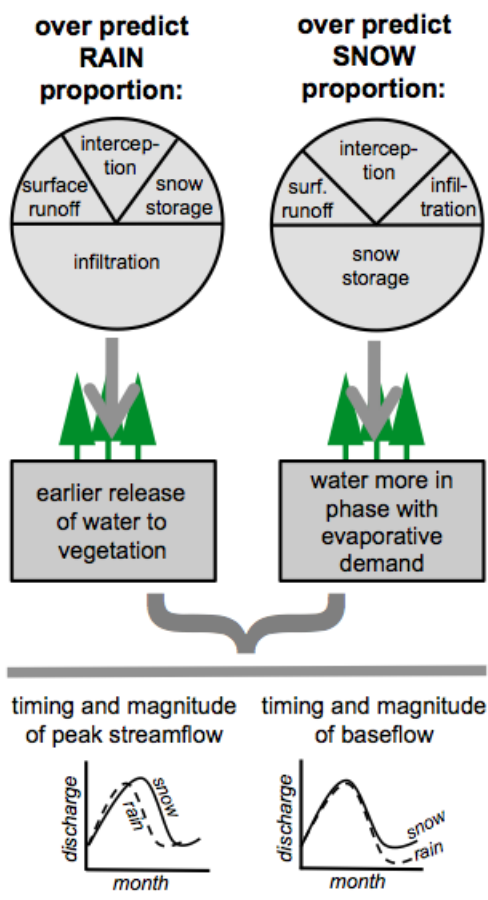 over predict
RAIN
proportion:
over predict
SNOW
proportion:
intercep-
tion
surface
runoff
snow
storage
infiltration
intercep-
tion
surf.
runoff
infil-
tration
snow
storage
earlier release
of water to
vegetation
water more in
phase with
evaporative
demand
timing and magnitude
of peak streamflow
timing and magnitude
of baseflow
discharge
snow
rain
month
discharge
snow
rain
month